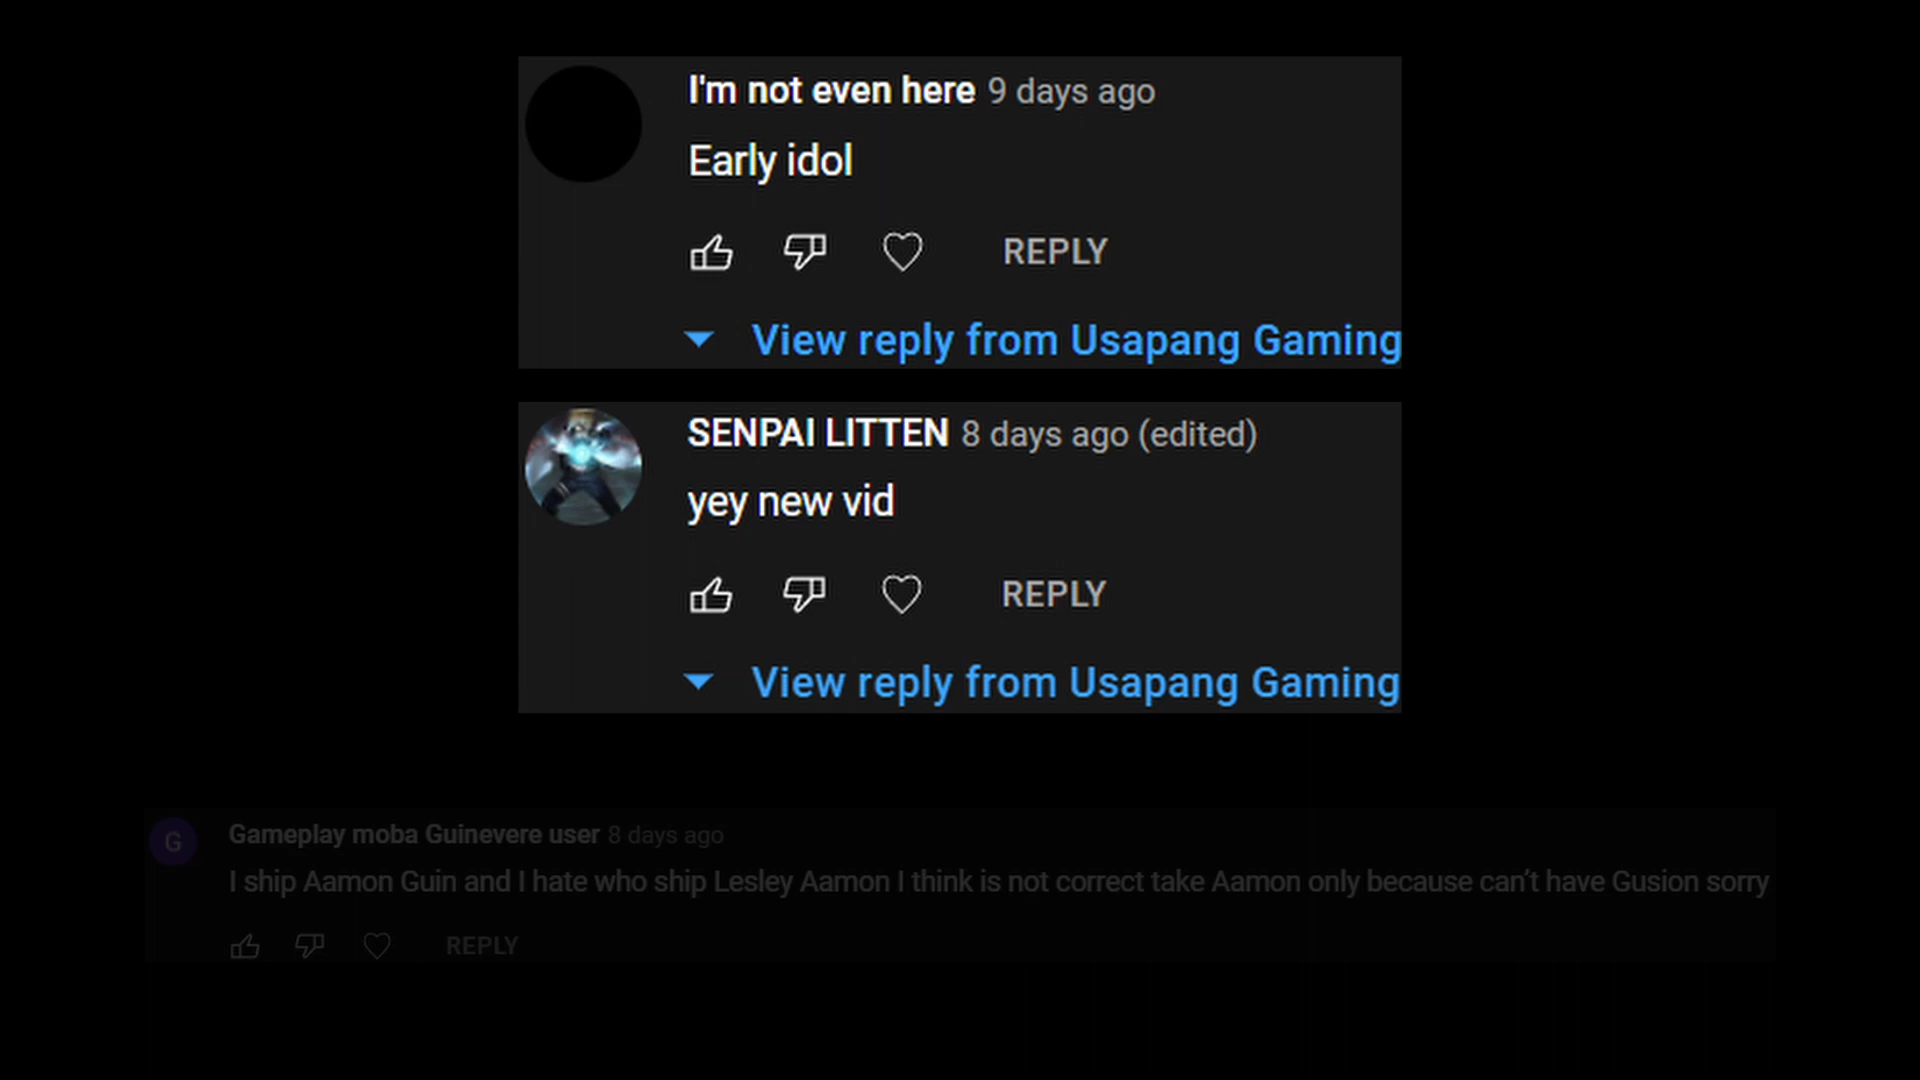 I'm not even here 9 days ago
Early idol
REPLY
View reply from Usapang Gaming
SENPAI LITTEN 8 days ago (edited)
yey new vid
REPLY
View reply from Usapang Gaming
G
Gameplay moba Guinevere user 8 days ago
I ship Aamon Guin and I hate who ship Lesley Aamon I think is not correct take Aamon only because can’t have Gusion sorry
REPLY